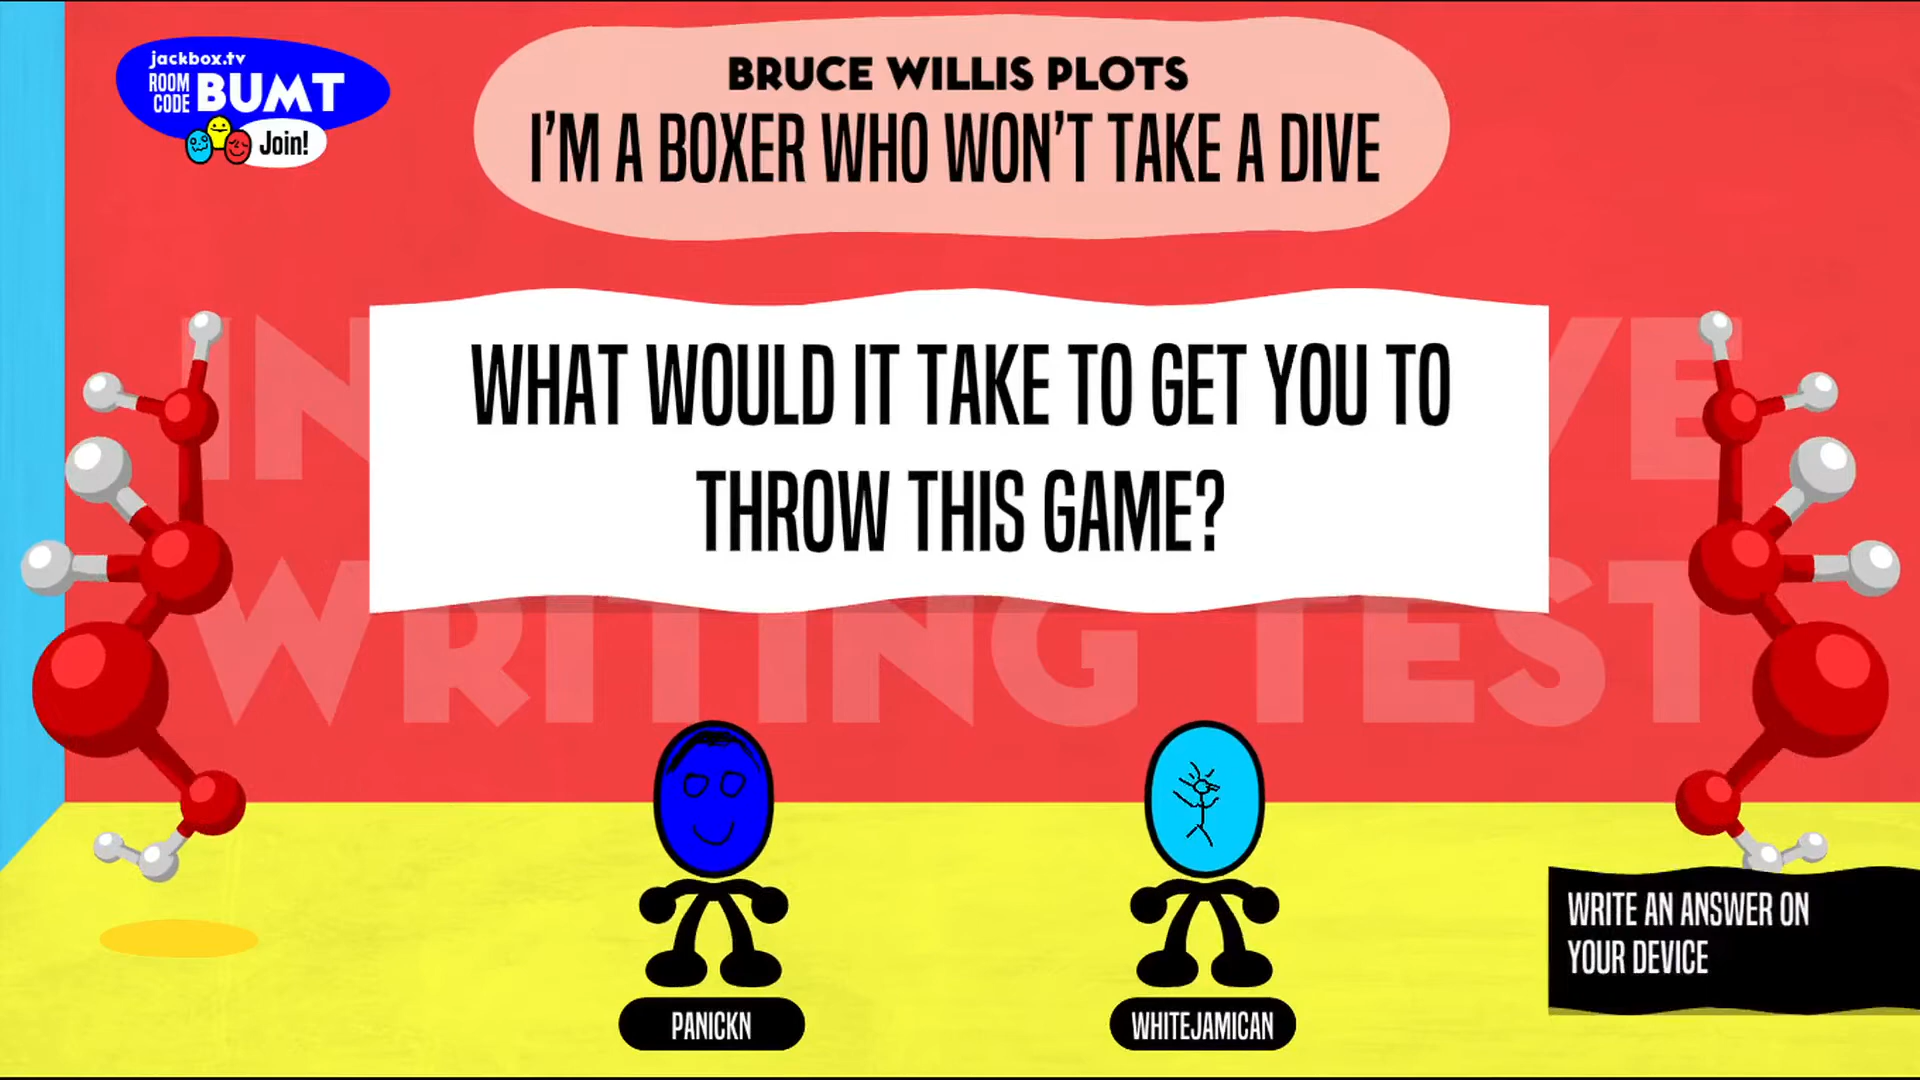 jackbox.tv
ROOM CODE BUMT
Join!
BRUCE WILLIS PLOTS
I'M A BOXER WHO WON'T TAKE A DIVE
WHAT WOULD IT TAKE TO GET YOU TO
THROW THIS GAME?
WRITING TEST
PANICKN
WHITEJAMICAN
WRITE AN ANSWER ON
YOUR DEVICE